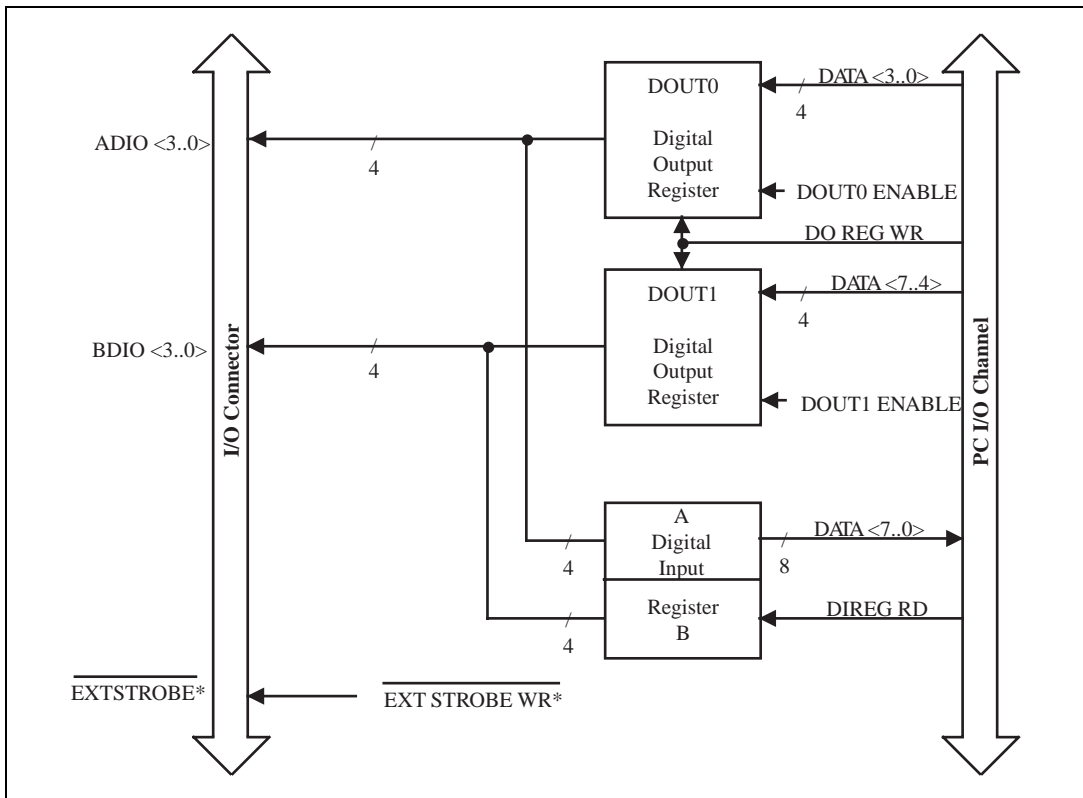 DOUT0
Digital
Output
Register
DATA <3..0>
4
DOUT0 ENABLE
DO REG WR
ADIO <3..0>
4
DOUT1
Digital
Output
Register
DATA <7..4>
4
DOUT1 ENABLE
BDIO <3..0>
4
I/O Connector
PC I/O Channel
A
Digital
Input
Register
B
4
4
DATA <7..0>
8
DIREG RD
EXTSTROBE*
EXT STROBE WR*